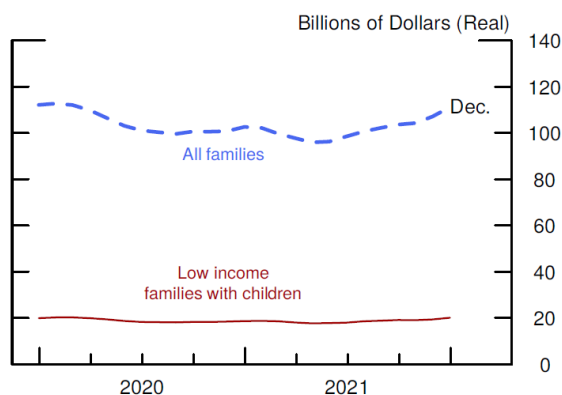 Billions of Dollars (Real)
140
120
Dec.
100
All families
80
60
Low income
families with children
40
20
0
2020
2021